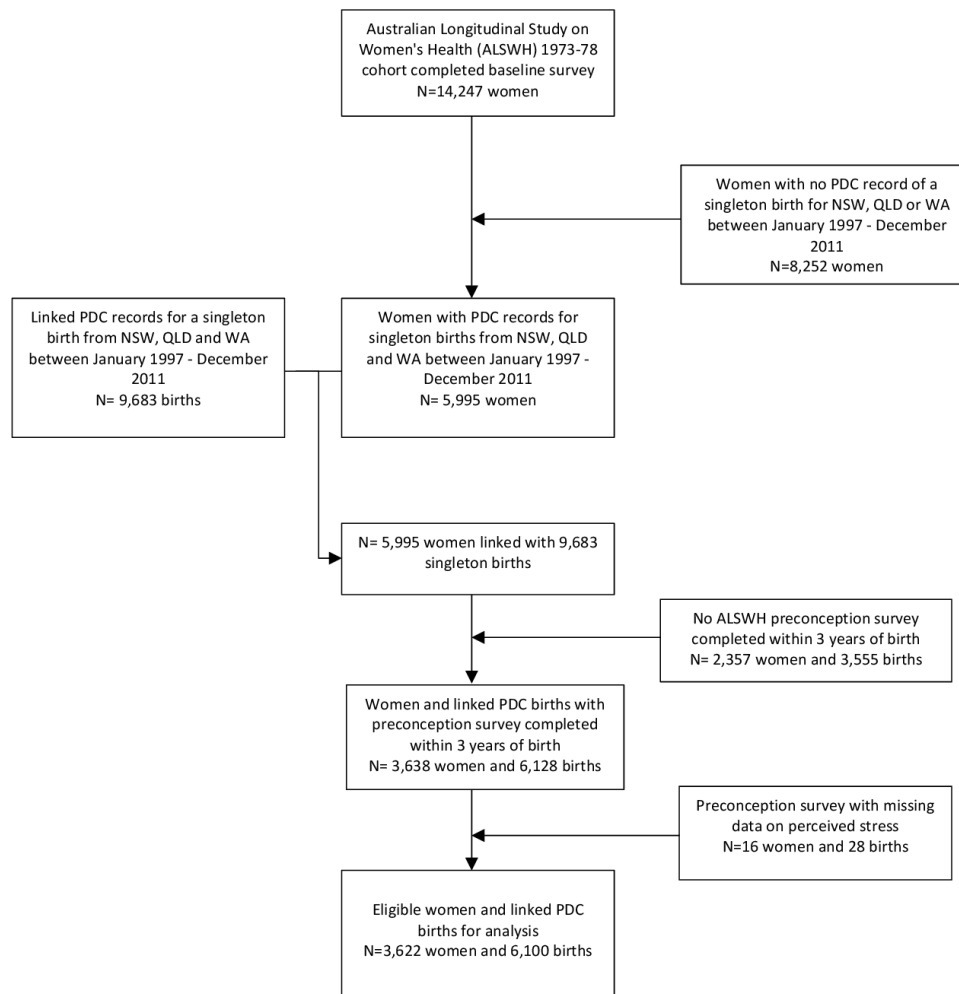 Australian Longitudinal Study on
Women's Health (ALSWH) 1973-78
cohort completed baseline survey
N=14,247 women
Women with no PDC record of a
singleton birth for NSW, QLD or WA
between January 1997 - December
2011
N=8,252 women
Linked PDC records for a singleton
birth from NSW, QLD and WA
between January 1997 - December
2011
N= 9,683 births
Women with PDC records for
singleton births from NSW, QLD
and WA between January 1997 -
December 2011
N= 5,995 women
N= 5,995 women linked with 9,683
singleton births
No ALSWH preconception survey
completed within 3 years of birth
N= 2,357 women and 3,555 births
Women and linked PDC births with
preconception survey completed
within 3 years of birth
N= 3,638 women and 6,128 births
Preconception survey with missing
data on perceived stress
N=16 women and 28 births
Eligible women and linked PDC
births for analysis
N=3,622 women and 6,100 births